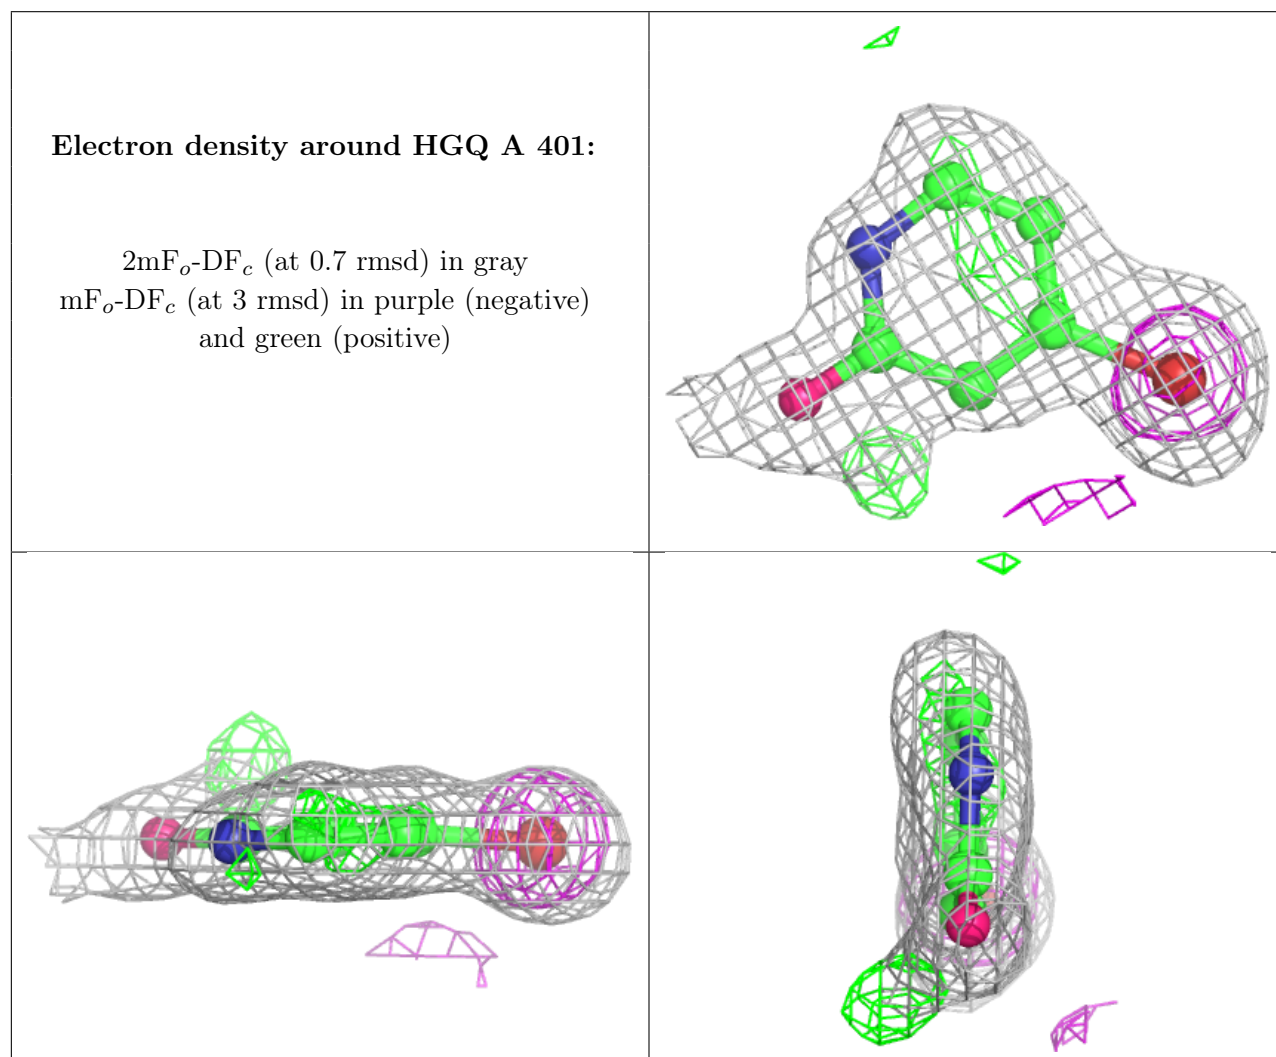 Electron density around HGQ A 401:
2mFo-DFc (at 0.7 rmsd) in gray
mFo-DFc (at 3 rmsd) in purple (negative)
and green (positive)